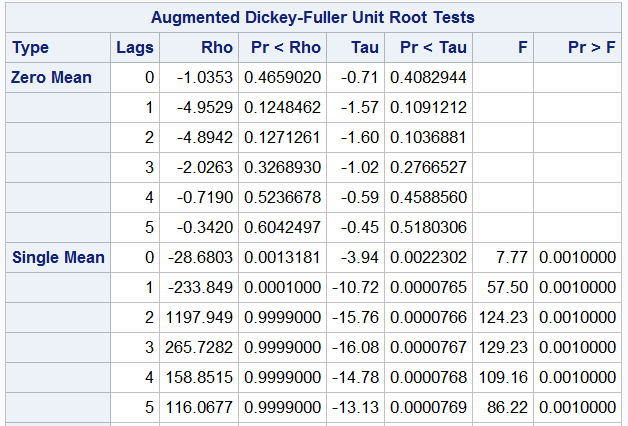 Augmented Dickey-Fuller Unit Root Tests
Type Lags Rho Pr < Rho Tau Pr < Tau F Pr > F
Zero Mean 0 -1.0353 0.4659020 -0.71 0.4082944
1 -4.9529 0.1248462 -1.57 0.1091212
2 -4.8942 0.1271261 -1.60 0.1036881
3 -2.0263 0.3268930 -1.02 0.2766527
4 -0.7190 0.5236678 -0.59 0.4588560
5 -0.3420 0.6042497 -0.45 0.5180306
Single Mean 0 -28.6803 0.0013181 -3.94 0.0022302 7.77 0.0010000
1 -233.849 0.0001000 -10.72 0.0000765 57.50 0.0010000
2 1197.949 0.9999000 -15.76 0.0000766 124.23 0.0010000
3 265.7282 0.9999000 -16.08 0.0000767 129.23 0.0010000
4 158.8515 0.9999000 -14.78 0.0000768 109.16 0.0010000
5 116.0677 0.9999000 -13.13 0.0000769 86.22 0.0010000